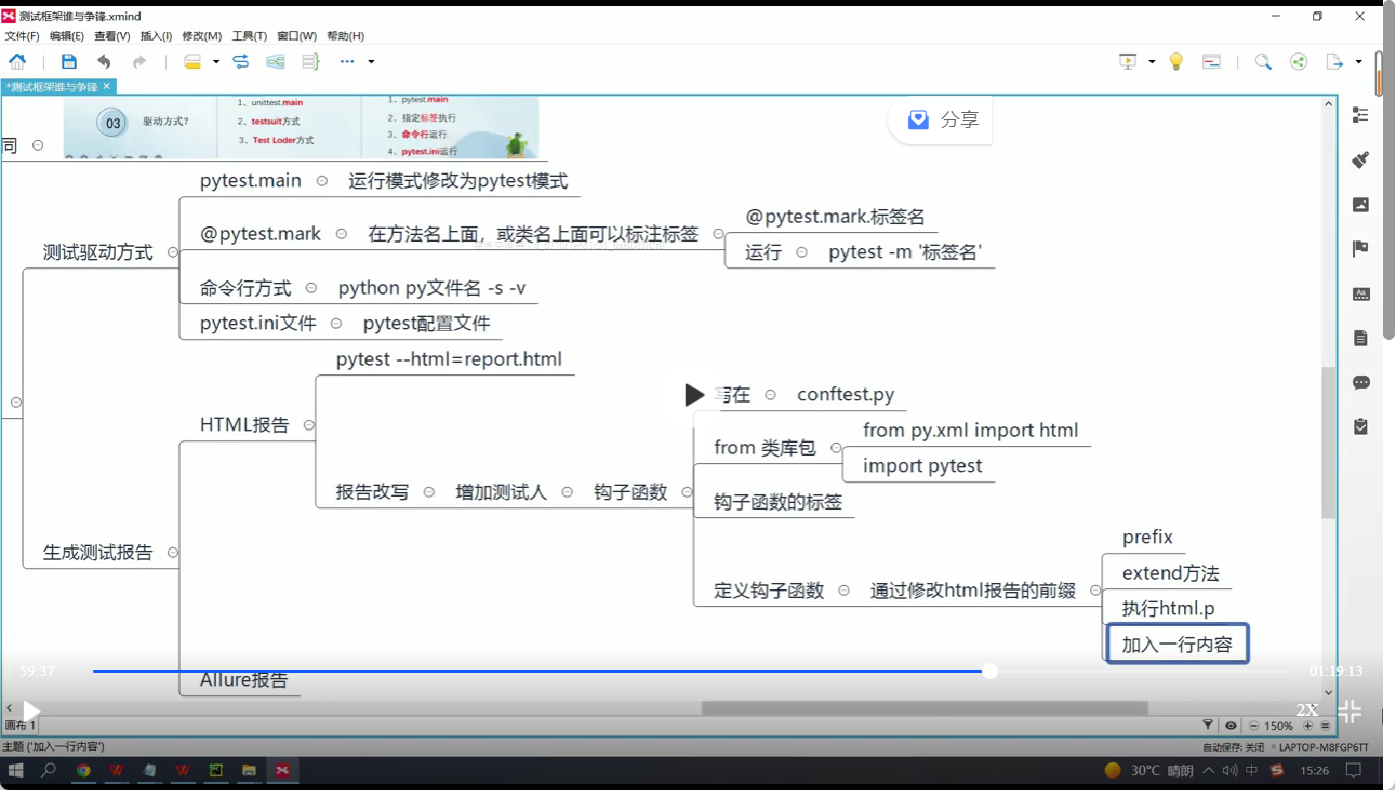 测试框架谁与争锋.xmind
文件(F) 编辑(E) 查看(V) 插入(I) 修改(M) 工具(T) 窗口(W) 帮助(H)
*测试框架谁与争锋 ×
03 驱动方式?
1、unittest.main
2、testsuit方式
3、Test Loder方式
1、pytest.main
2、指定标签执行
3、命令行运行
4、pytest.ini运行
分享
司
测试驱动方式
pytest.main 运行模式修改为pytest模式
@pytest.mark 在方法名上面，或类名上面可以标注标签
@pytest.mark.标签名
运行 pytest -m '标签名'
命令行方式 python py文件名 -s -v
pytest.ini文件 pytest配置文件
生成测试报告
HTML报告
pytest --html=report.html
报告改写 增加测试人 钩子函数
写在 conftest.py
from 类库包
from py.xml import html
import pytest
钩子函数的标签
定义钩子函数 通过修改html报告的前缀
prefix
extend方法
执行html.p
加入一行内容
Allure报告
59:37
01:19:13
2X
画布 1
150%
主题 ('加入一行内容')
自动保存: 关闭
LAPTOP-M8FGP6TT
30°C 晴朗
中
15:26